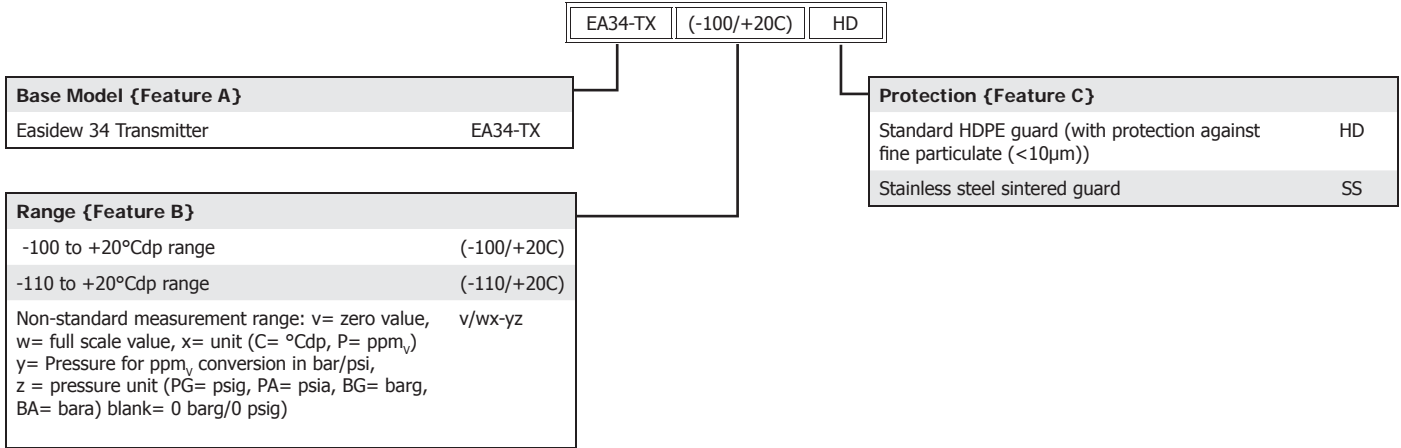 EA34-TX (-100/+20C) HD
Base Model {Feature A}
Easidew 34 Transmitter EA34-TX
Range {Feature B}
-100 to +20°Cdp range (-100/+20C)
-110 to +20°Cdp range (-110/+20C)
Non-standard measurement range: v= zero value, v/wx-yz
w= full scale value, x= unit (C= °Cdp, P= ppmV)
y= Pressure for ppmV conversion in bar/psi,
z = pressure unit (PG= psig, PA= psia, BG= barg,
BA= bara) blank= 0 barg/0 psig)
Protection {Feature C}
Standard HDPE guard (with protection against HD
fine particulate (<10µm))
Stainless steel sintered guard SS